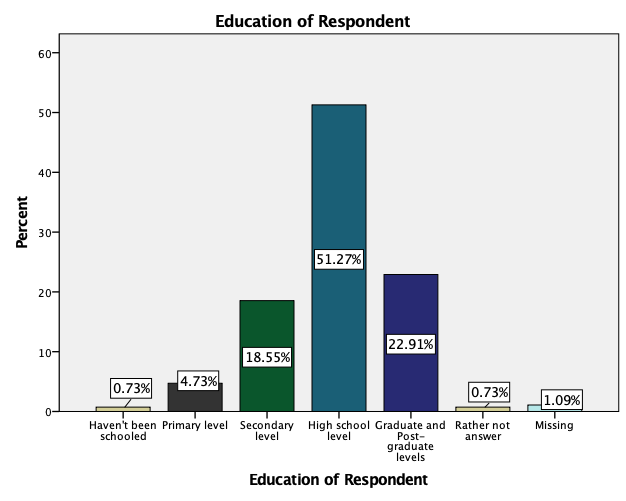 Education of Respondent
60
50
40
30
20
10
0
Percent
0.73%
4.73%
18.55%
51.27%
22.91%
0.73%
1.09%
Haven't been
schooled
Primary level
Secondary
level
High school
level
Graduate and
Post-
graduate
levels
Rather not
answer
Missing
Education of Respondent